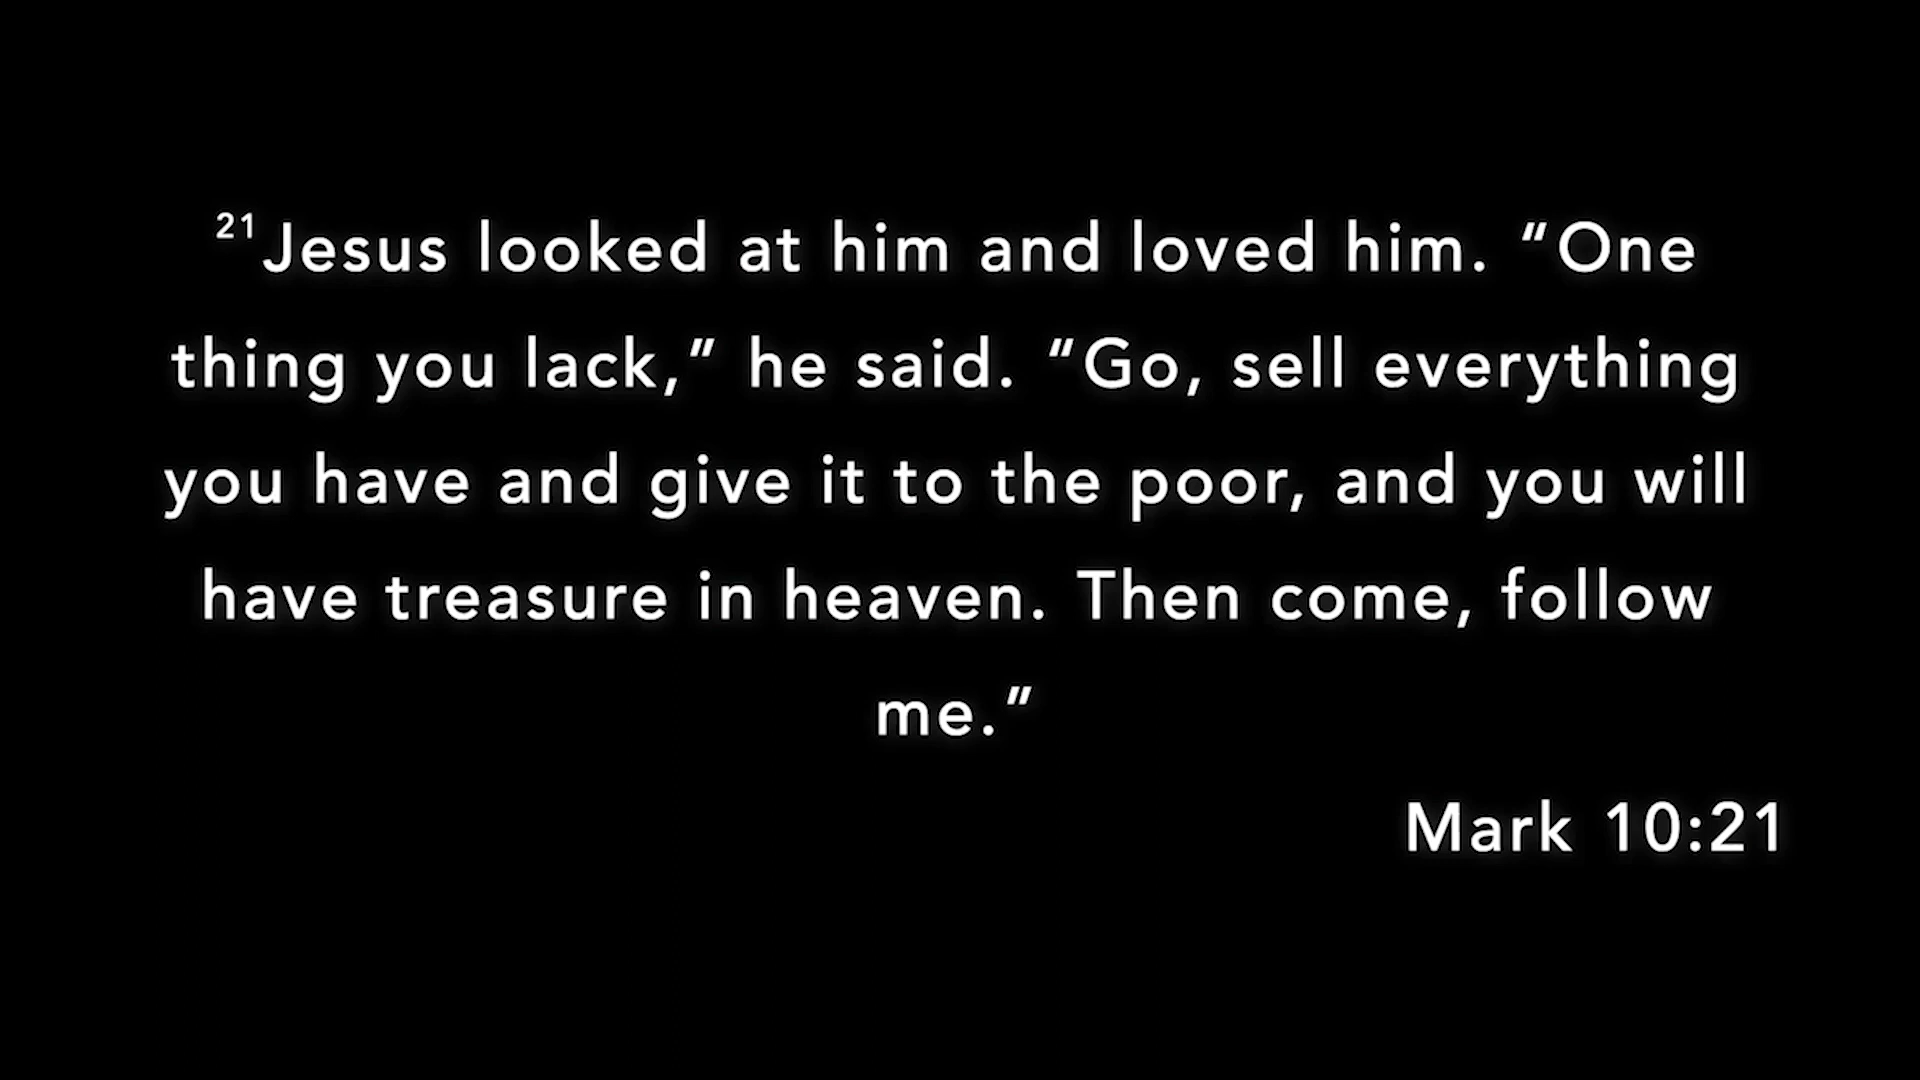 ²¹Jesus looked at him and loved him. “One
thing you lack,” he said. “Go, sell everything
you have and give it to the poor, and you will
have treasure in heaven. Then come, follow
me.”
Mark 10:21